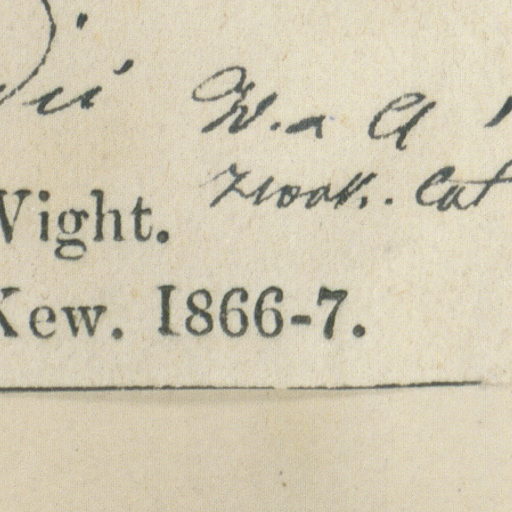 W. & A
Hook. Cat
Wight.
Kew. 1866-7.